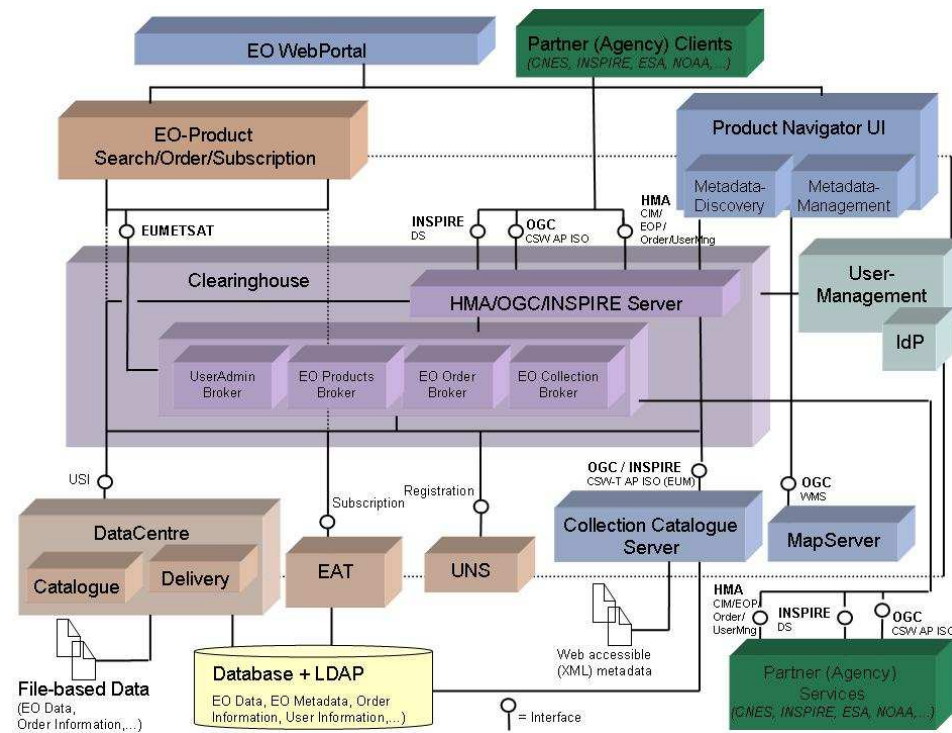 EO WebPortal
Partner (Agency) Clients
(CNES, INSPIRE, ESA, NOAA,...)
EO-Product
Search/Order/Subscription
Product Navigator UI
Metadata-
Discovery
Metadata-
Management
EUMETSAT
INSPIRE
DS
OGC
CSW AP ISO
HMA
CIM/
EOP/
Order/UserMng
Clearinghouse
HMA/OGC/INSPIRE Server
User-
Management
IdP
UserAdmin
Broker
EO Products
Broker
EO Order
Broker
EO Collection
Broker
USI
Subscription
Registration
OGC / INSPIRE
CSW-T AP ISO (EUM)
OGC
WMS
DataCentre
Catalogue
Delivery
EAT
UNS
Collection Catalogue
Server
MapServer
HMA
CIM/EOP/
Order/
UserMng
INSPIRE
DS
OGC
CSW AP ISO
File-based Data
(EO Data,
Order Information,...)
Database + LDAP
EO Data, EO Metadata, Order
Information, User Information,...)
Web accessible
(XML) metadata
= Interface
Partner (Agency)
Services
(CNES, INSPIRE, ESA, NOAA,...)